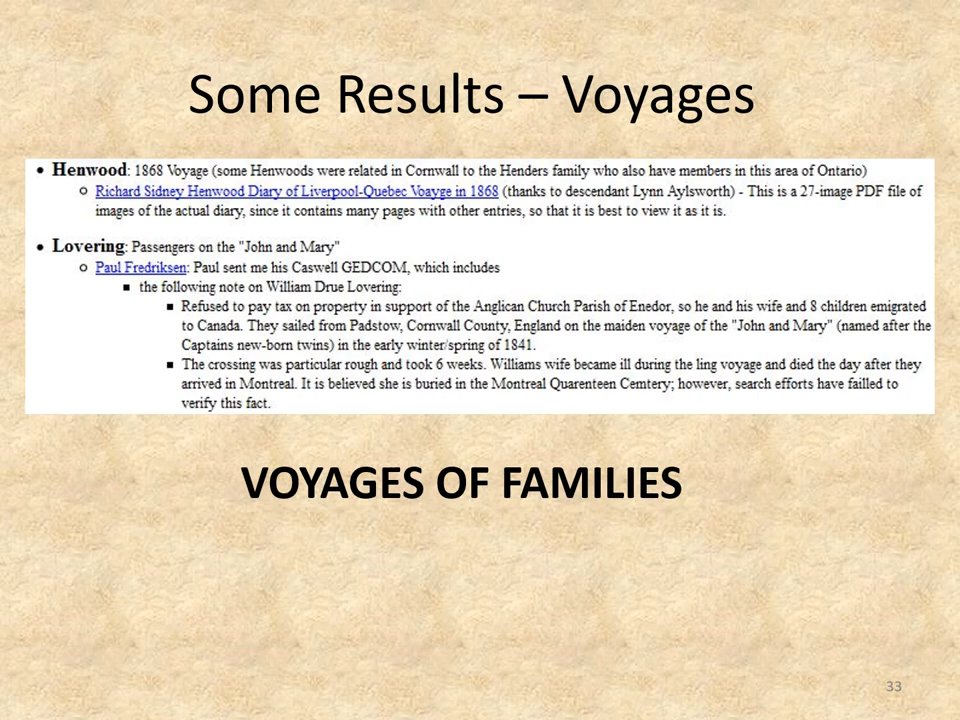 Some Results – Voyages
• Henwood: 1868 Voyage (some Henwoods were related in Cornwall to the Henders family who also have members in this area of Ontario)
o Richard Sidney Henwood Diary of Liverpool-Quebec Voayge in 1868 (thanks to descendant Lynn Aylsworth) - This is a 27-image PDF file of
images of the actual diary, since it contains many pages with other entries, so that it is best to view it as it is.
• Lovering: Passengers on the "John and Mary"
o Paul Fredriksen: Paul sent me his Caswell GEDCOM, which includes
▪ the following note on William Drue Lovering:
▪ Refused to pay tax on property in support of the Anglican Church Parish of Enedor, so he and his wife and 8 children emigrated
to Canada. They sailed from Padstow, Cornwall County, England on the maiden voyage of the "John and Mary" (named after the
Captains new-born twins) in the early winter/spring of 1841.
▪ The crossing was particular rough and took 6 weeks. Williams wife became ill during the ling voyage and died the day after they
arrived in Montreal. It is believed she is buried in the Montreal Quarenteen Cemtery; however, search efforts have failled to
verify this fact.
VOYAGES OF FAMILIES
33